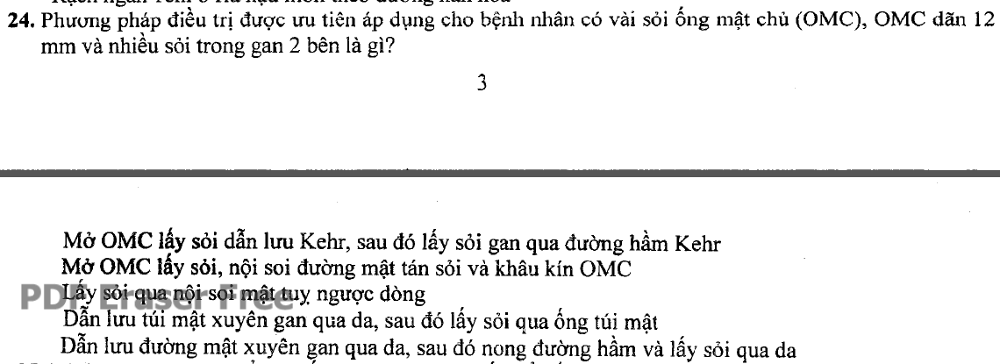 24. Phương pháp điều trị được ưu tiên áp dụng cho bệnh nhân có vài sỏi ống mật chủ (OMC), OMC dãn 12
mm và nhiều sỏi trong gan 2 bên là gì?
3
Mở OMC lấy sỏi dẫn lưu Kehr, sau đó lấy sỏi gan qua đường hầm Kehr
Mở OMC lấy sỏi, nội soi đường mật tán sỏi và khâu kín OMC
PDF Eraser Free
Lấy sỏi qua nội soi mật tuỵ ngược dòng
Dẫn lưu túi mật xuyên gan qua da, sau đó lấy sỏi qua ống túi mật
Dẫn lưu đường mật xuyên gan qua da, sau đó nong đường hầm và lấy sỏi qua da